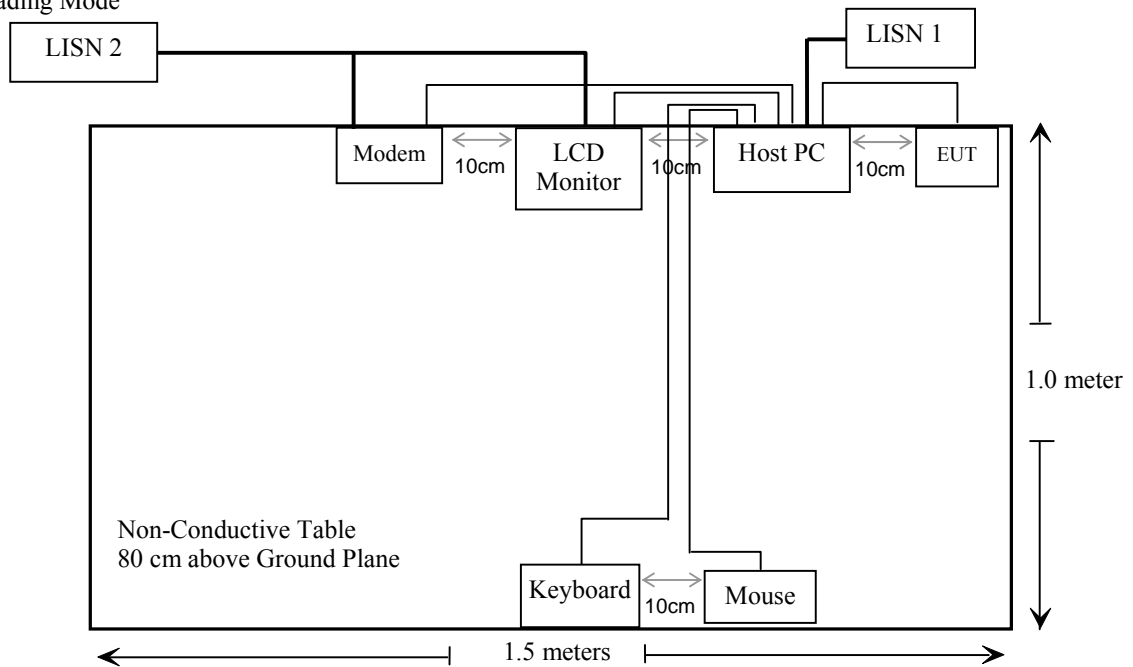 Mode
LISN 2
LISN 1
Modem
10cm
LCD
Monitor
10cm
Host PC
10cm
EUT
1.0 meter
Non-Conductive Table
80 cm above Ground Plane
Keyboard
10cm
Mouse
1.5 meters